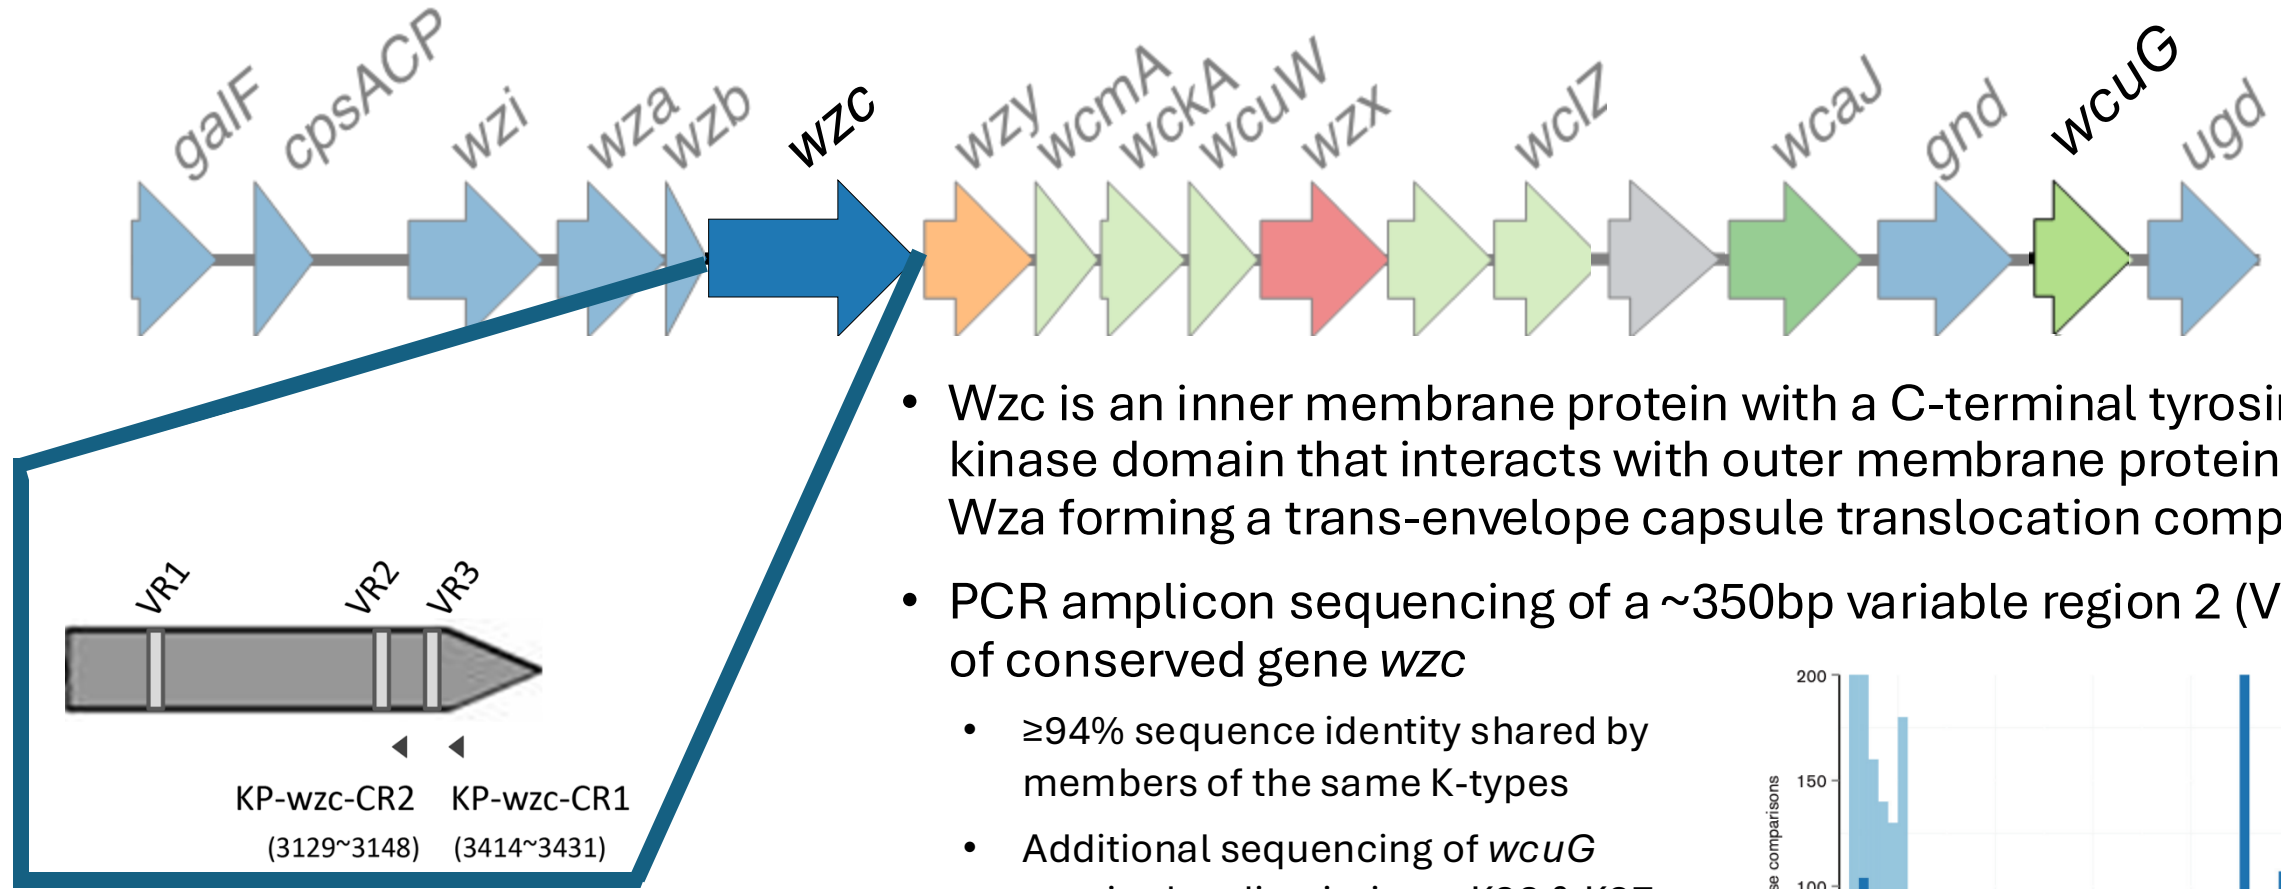 galF
cpsACP
wzi
wza
wzb
wzc
wzy
wcmA
wckA
wcuW
wzx
wclZ
wcaJ
gnd
wcuG
ugd
• Wzc is an inner membrane protein with a C-terminal
kinase domain that interacts with outer membrane protein
Wza forming a trans-envelope capsule translocation
• PCR amplicon sequencing of a ~350bp variable region 2
of conserved gene wzc
• ≥94% sequence identity shared by
members of the same K-types
• Additional sequencing of wcuG
VR1
VR2
VR3
KP-wzc-CR2 KP-wzc-CR1
(3129~3148) (3414~3431)
200
150
100
comparisons